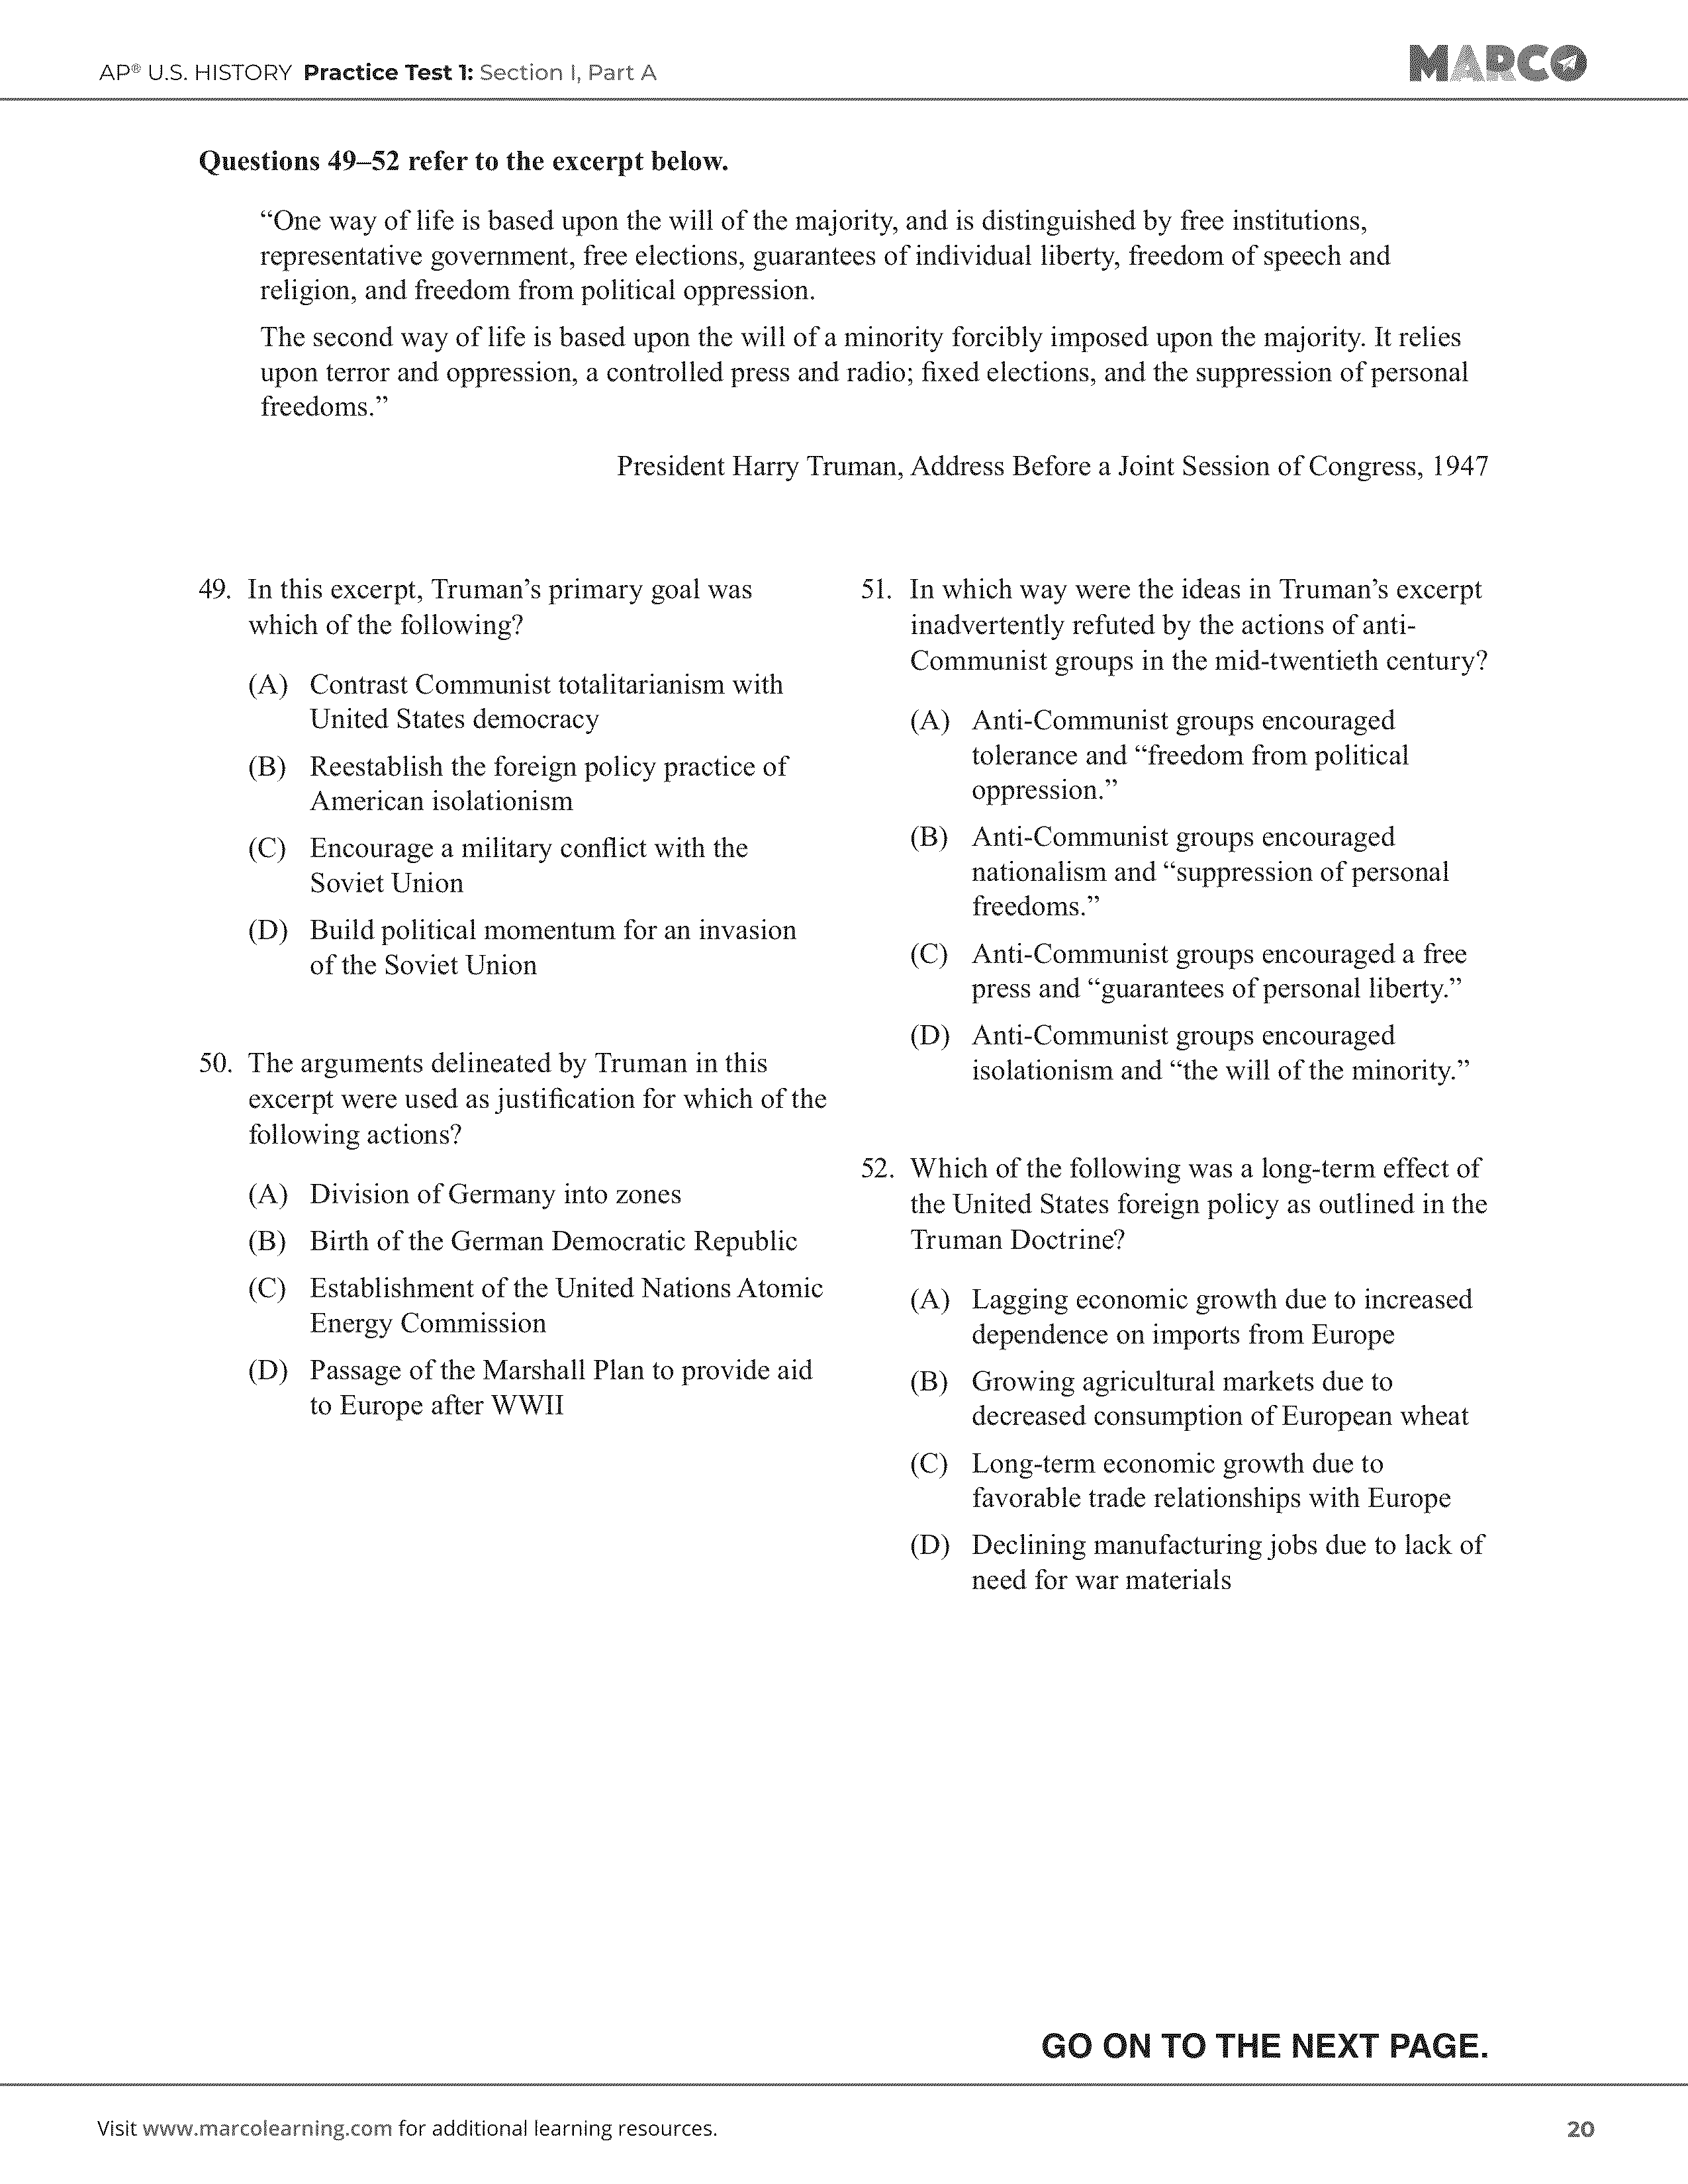 AP® U.S. HISTORY Practice Test 1: Section I, Part A
MARCO
Questions 49–52 refer to the excerpt below.
“One way of life is based upon the will of the majority, and is distinguished by free institutions,
representative government, free elections, guarantees of individual liberty, freedom of speech and
religion, and freedom from political oppression.
The second way of life is based upon the will of a minority forcibly imposed upon the majority. It relies
upon terror and oppression, a controlled press and radio; fixed elections, and the suppression of personal
freedoms.”
President Harry Truman, Address Before a Joint Session of Congress, 1947
49. In this excerpt, Truman’s primary goal was
which of the following?
(A) Contrast Communist totalitarianism with
United States democracy
(B) Reestablish the foreign policy practice of
American isolationism
(C) Encourage a military conflict with the
Soviet Union
(D) Build political momentum for an invasion
of the Soviet Union
50. The arguments delineated by Truman in this
excerpt were used as justification for which of the
following actions?
(A) Division of Germany into zones
(B) Birth of the German Democratic Republic
(C) Establishment of the United Nations Atomic
Energy Commission
(D) Passage of the Marshall Plan to provide aid
to Europe after WWII
51. In which way were the ideas in Truman’s excerpt
inadvertently refuted by the actions of anti-
Communist groups in the mid-twentieth century?
(A) Anti-Communist groups encouraged
tolerance and “freedom from political
oppression.”
(B) Anti-Communist groups encouraged
nationalism and “suppression of personal
freedoms.”
(C) Anti-Communist groups encouraged a free
press and “guarantees of personal liberty.”
(D) Anti-Communist groups encouraged
isolationism and “the will of the minority.”
52. Which of the following was a long-term effect of
the United States foreign policy as outlined in the
Truman Doctrine?
(A) Lagging economic growth due to increased
dependence on imports from Europe
(B) Growing agricultural markets due to
decreased consumption of European wheat
(C) Long-term economic growth due to
favorable trade relationships with Europe
(D) Declining manufacturing jobs due to lack of
need for war materials
GO ON TO THE NEXT PAGE.
Visit www.marcolearning.com for additional learning resources.
20